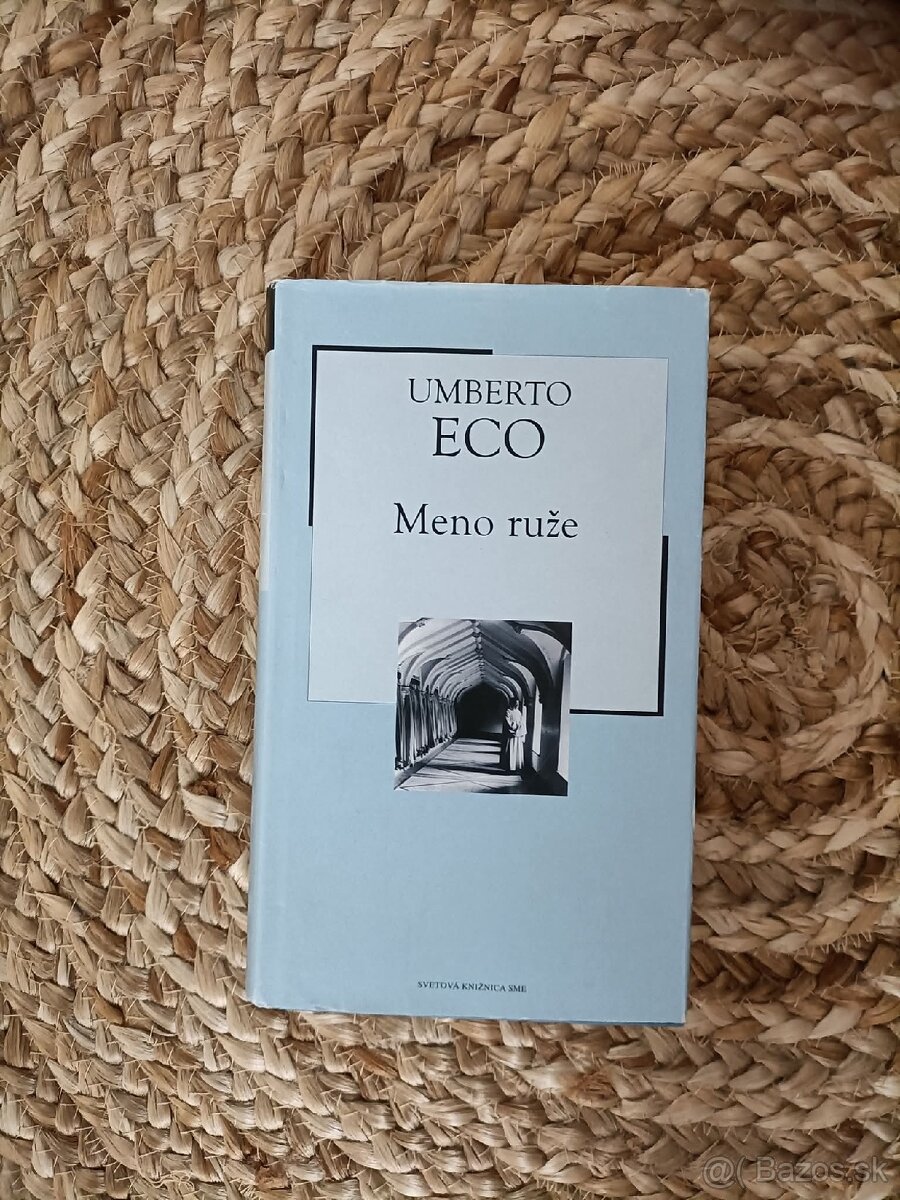 UMBERTO
ECO
Meno ruže
SVETOVÁ KNIŽNICA SME
@( Bazos.sk